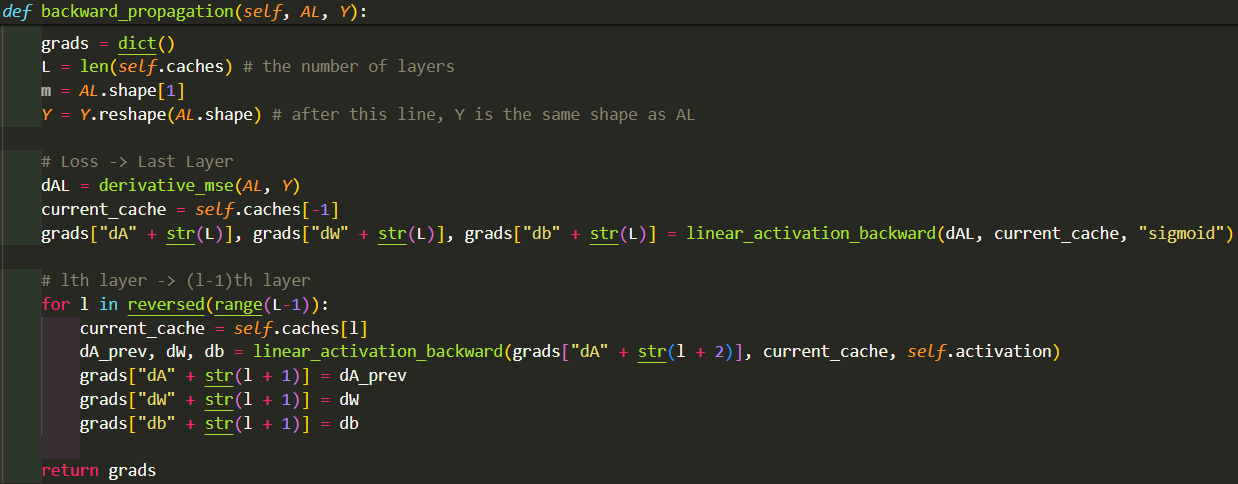 def backward_propagation(self, AL, Y):
    grads = dict()
    L = len(self.caches) # the number of layers
    m = AL.shape[1]
    Y = Y.reshape(AL.shape) # after this line, Y is the same shape as AL
    # Loss -> Last Layer
    dAL = derivative_mse(AL, Y)
    current_cache = self.caches[-1]
    grads["dA" + str(L)], grads["dW" + str(L)], grads["db" + str(L)] = linear_activation_backward(dAL, current_cache, "sigmoid")
    # lth layer -> (l-1)th layer
    for l in reversed(range(L-1)):
        current_cache = self.caches[l]
        dA_prev, dW, db = linear_activation_backward(grads["dA" + str(l + 2)], current_cache, self.activation)
        grads["dA" + str(l + 1)] = dA_prev
        grads["dW" + str(l + 1)] = dW
        grads["db" + str(l + 1)] = db
    return grads